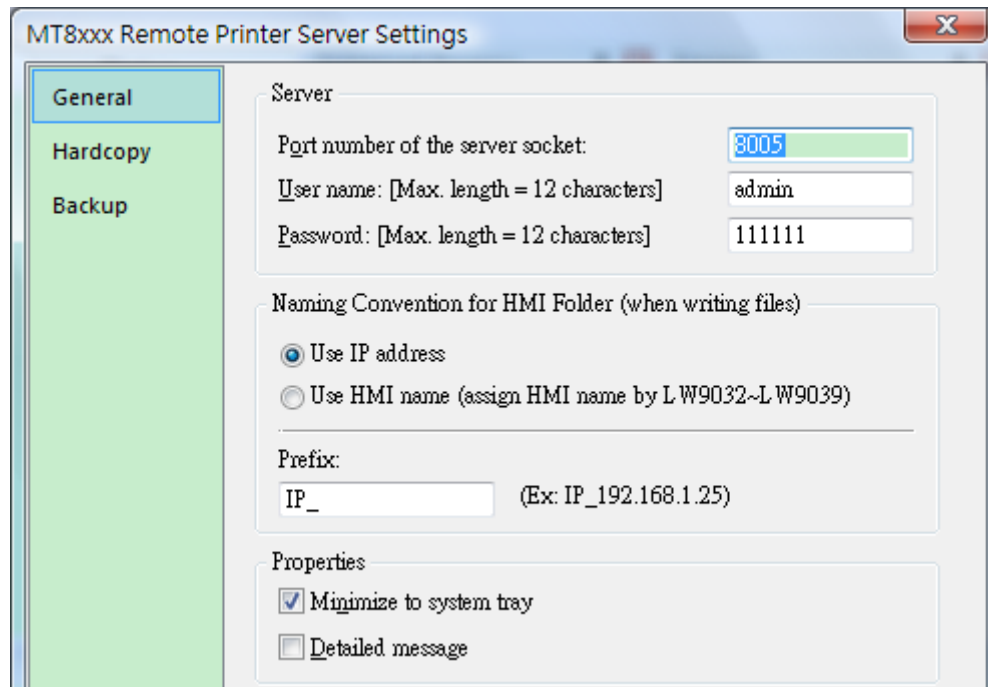 MT8xxx Remote Printer Server Settings
General
Hardcopy
Backup
Server
Port number of the server socket:
8005
User name: [Max. length = 12 characters]
admin
Password: [Max. length = 12 characters]
111111
Naming Convention for HMI Folder (when writing files)
Use IP address
Use HMI name (assign HMI name by LW9032~LW9039)
Prefix:
IP_
(Ex: IP_192.168.1.25)
Properties
Minimize to system tray
Detailed message